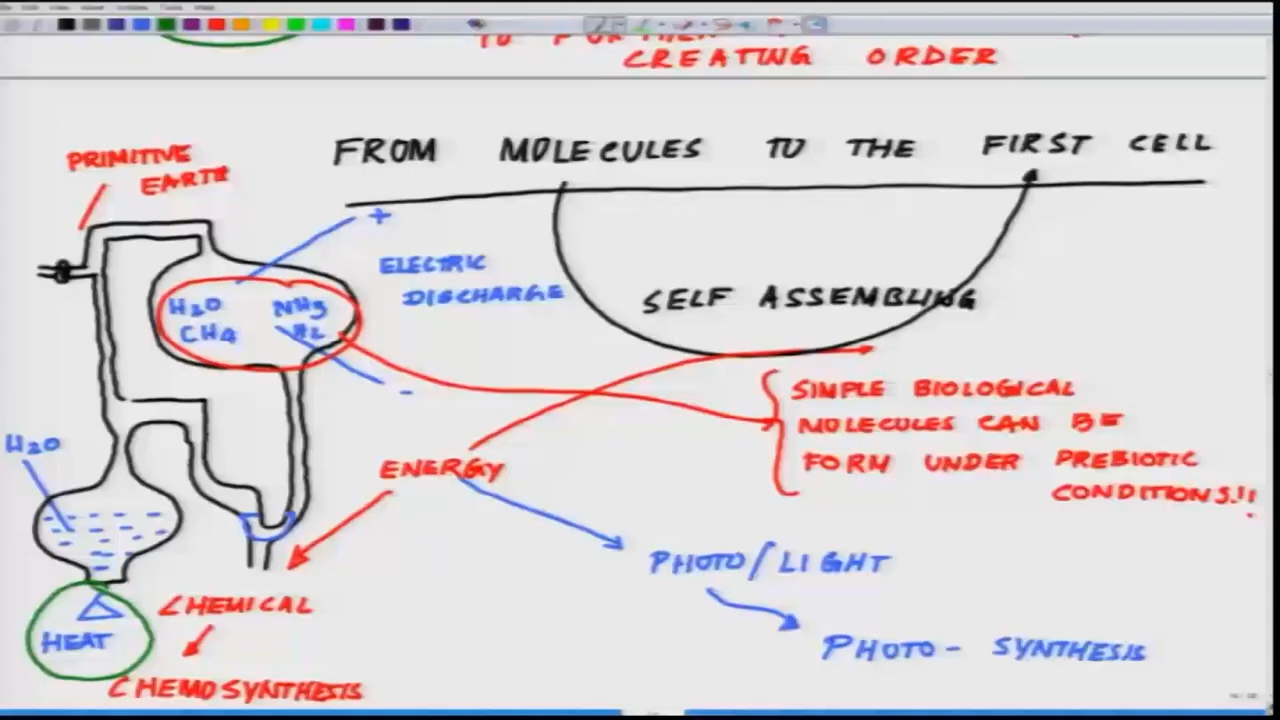 CREATING ORDER
FROM MOLECULES TO THE FIRST CELL
PRIMITIVE
EARTH
+
ELECTRIC
DISCHARGE
H2O NH3
CH4 H2
-
SELF ASSEMBLING
SIMPLE BIOLOGICAL
MOLECULES CAN BE
FORM UNDER PREBIOTIC
CONDITIONS.!!
H2O
ENERGY
PHOTO/LIGHT
PHOTO - SYNTHESIS
HEAT
CHEMICAL
CHEMOSYNTHESIS